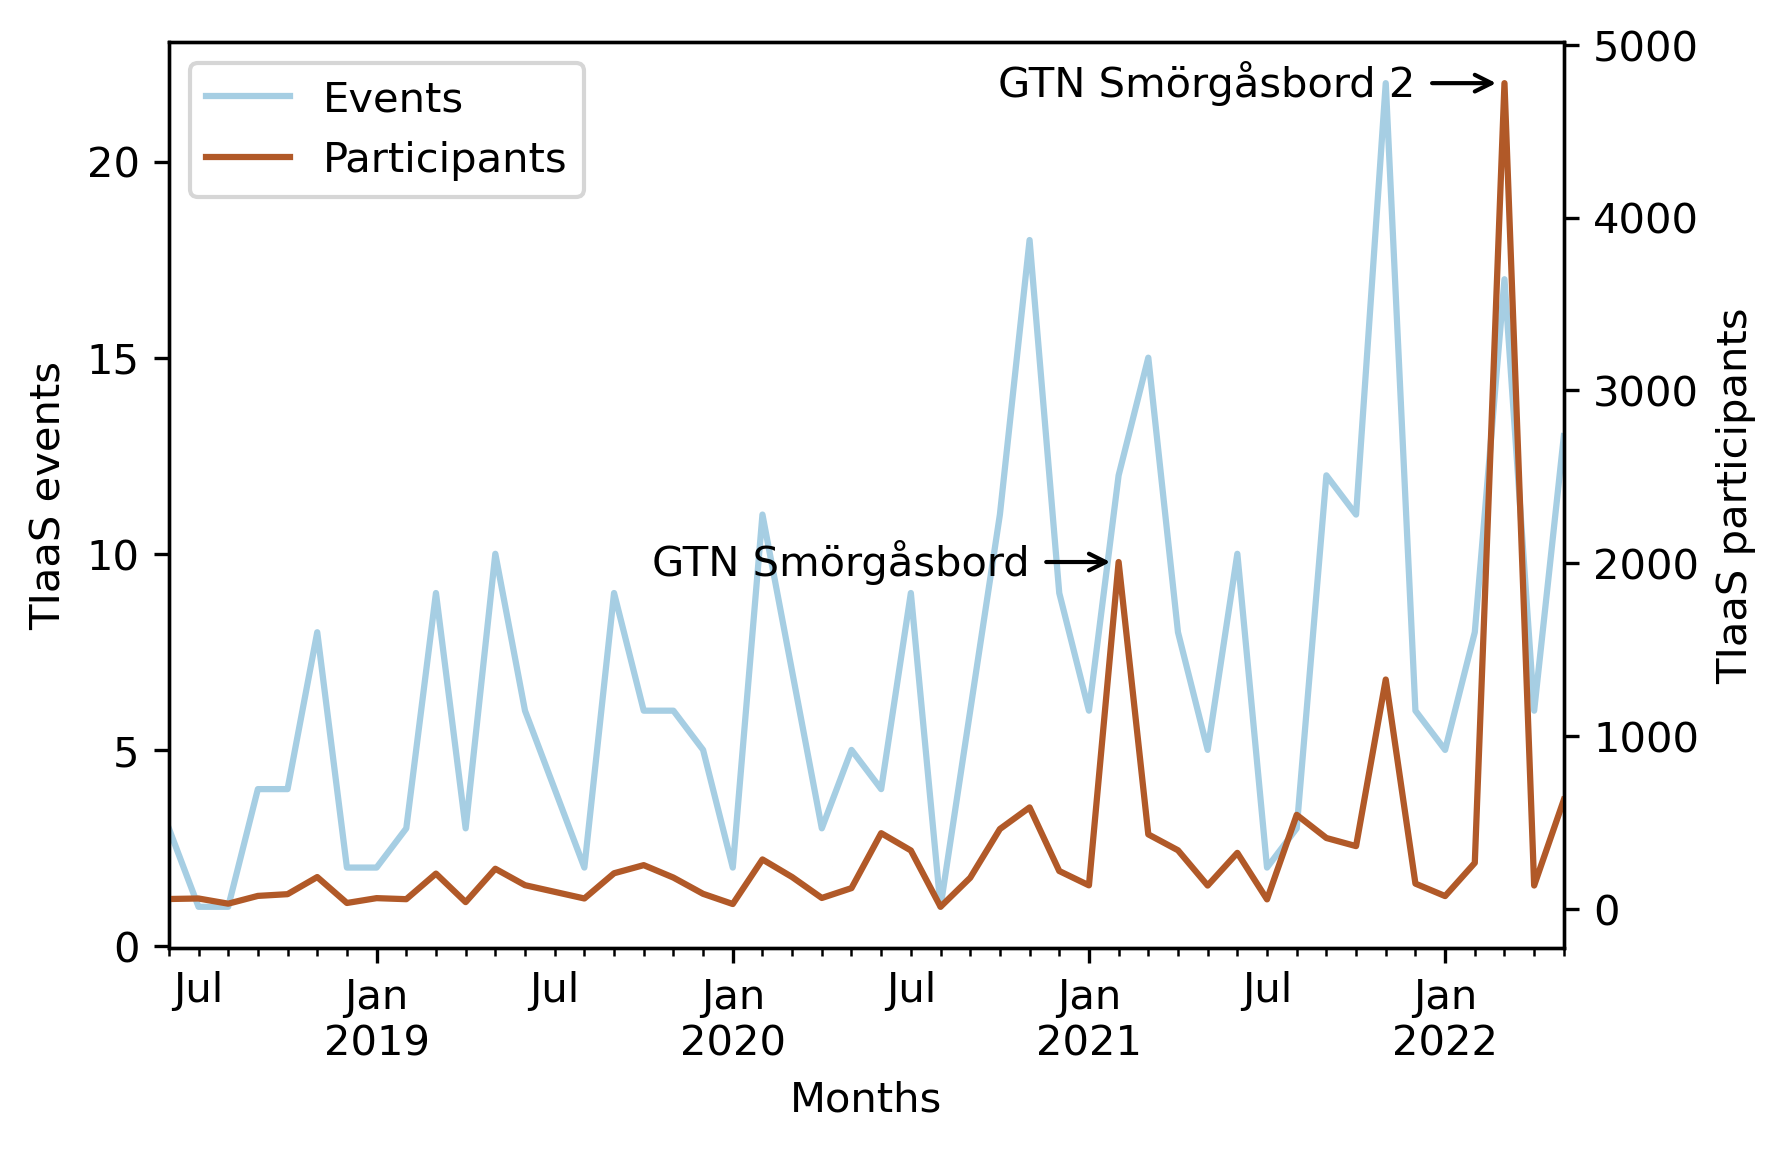 Events
Participants
GTN Smörgåsbord 2
GTN Smörgåsbord
TIaaS events
20
15
10
5
0
TIaaS participants
5000
4000
3000
2000
1000
0
Jul Jan Jul Jan Jul Jan Jul Jan
2019 2020 2021 2022
Months